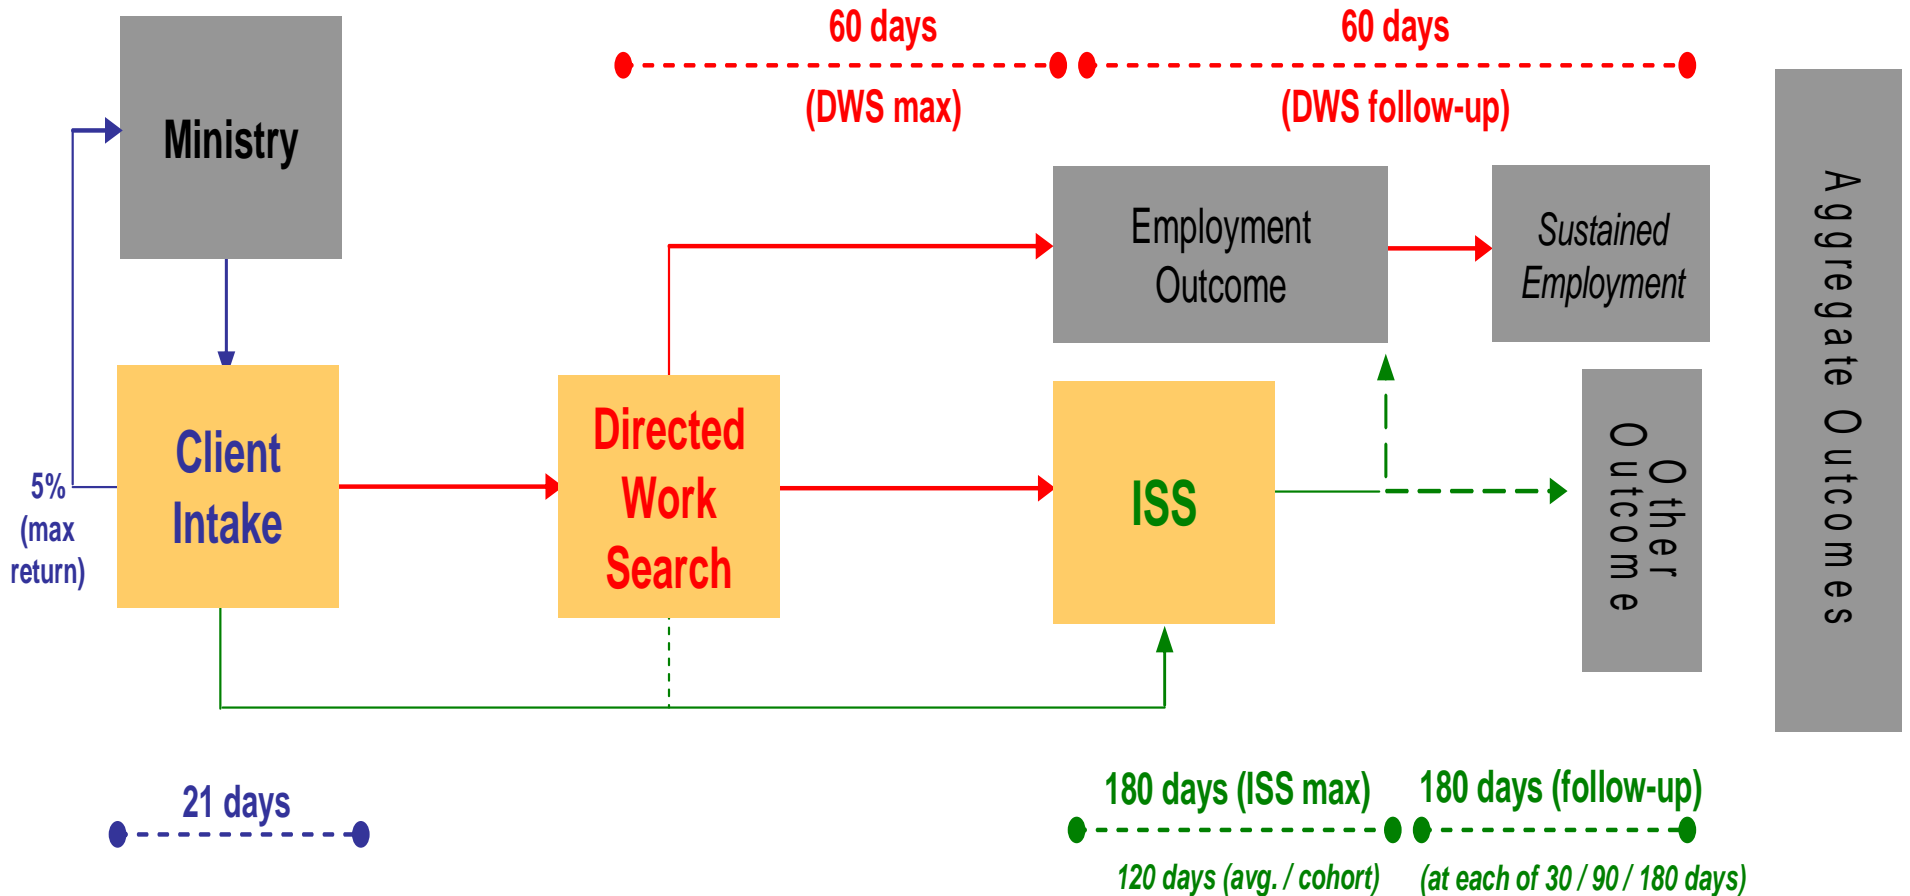 60 days
60 days
(DWS max)
(DWS follow-up)
Ministry
Employment
Outcome
Sustained
Employment
Aggregate Outcomes
Client
Intake
5%
(max
return)
Directed
Work
Search
ISS
Other
Outcome
21 days
180 days (ISS max)
180 days (follow-up)
120 days (avg. / cohort)
(at each of 30 / 90 / 180 days)